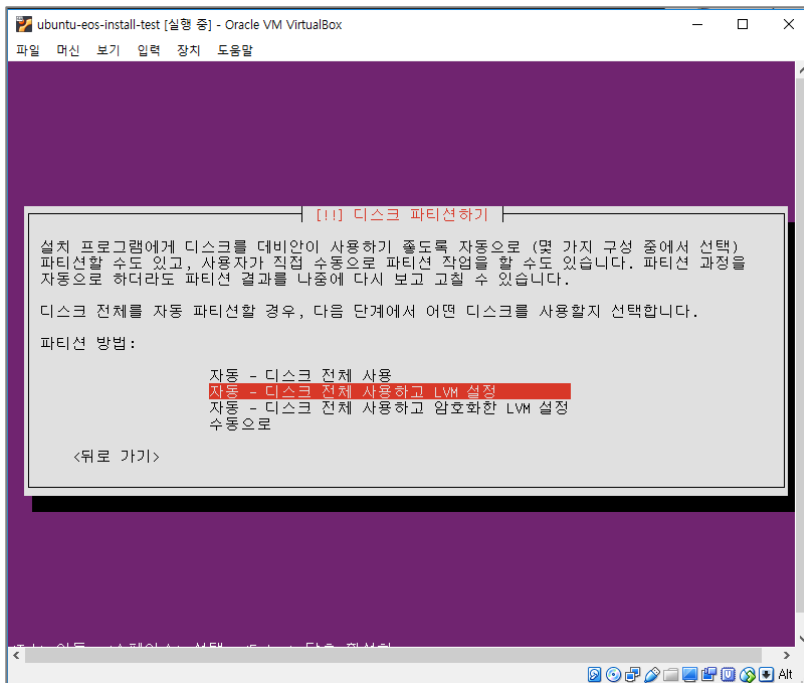 ubuntu-eos-install-test [실행 중] - Oracle VM VirtualBox
파일 머신 보기 입력 장치 도움말
[!!] 디스크 파티션하기
설치 프로그램에게 디스크를 데비안이 사용하기 좋도록 자동으로 (몇 가지 구성 중에서 선택)
파티션할 수도 있고, 사용자가 직접 수동으로 파티션 작업을 할 수도 있습니다. 파티션 과정을
자동으로 하더라도 파티션 결과를 나중에 다시 보고 고칠 수 있습니다.
디스크 전체를 자동 파티션할 경우, 다음 단계에서 어떤 디스크를 사용할지 선택합니다.
파티션 방법:
자동 - 디스크 전체 사용
자동 - 디스크 전체 사용하고 LVM 설정
자동 - 디스크 전체 사용하고 암호화한 LVM 설정
수동으로
<뒤로 가기>
Alt